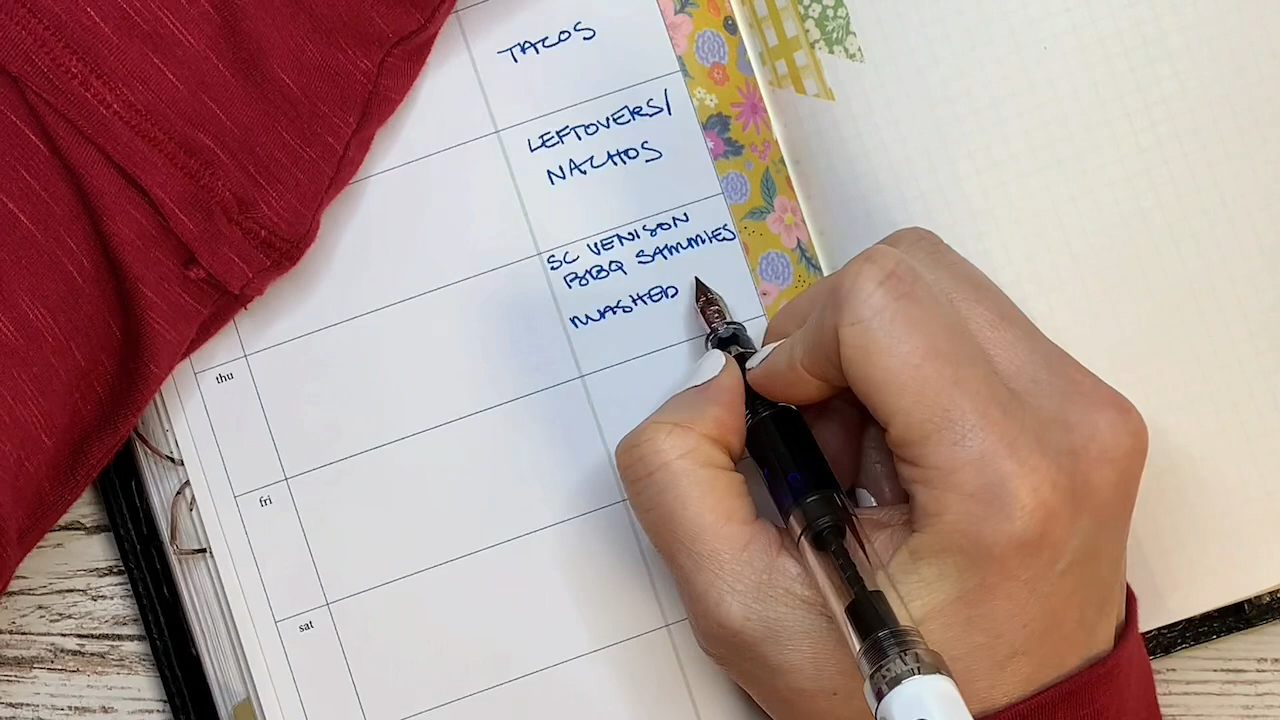 TACOS
LEFTOVERS/
NACHOS
SC VENISON
BBQ SAMMIES
MASHED
thu
fri
sat